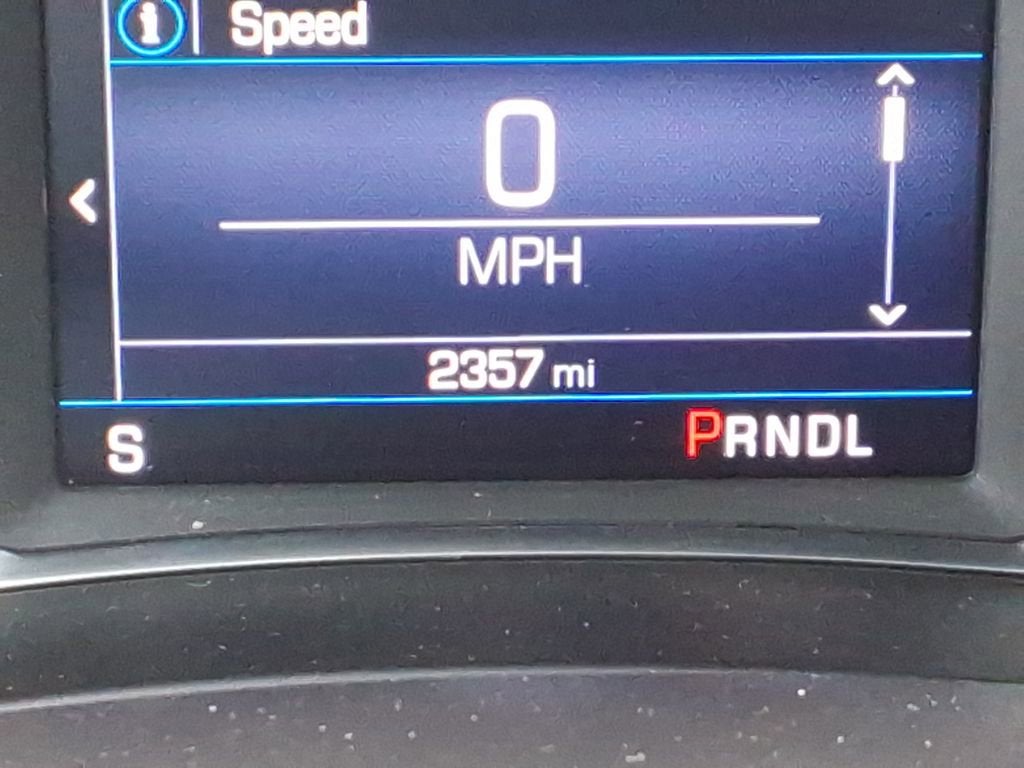 i Speed
0
MPH
2357 mi
S PRNDL